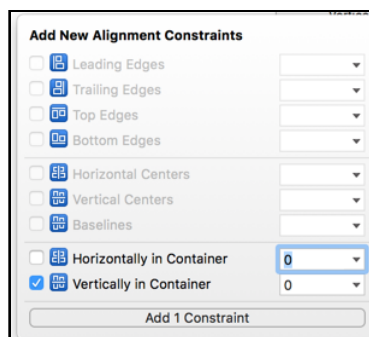 Add New Alignment Constraints
Leading Edges
Trailing Edges
Top Edges
Bottom Edges
Horizontal Centers
Vertical Centers
Baselines
Horizontally in Container 0
Vertically in Container 0
Add 1 Constraint